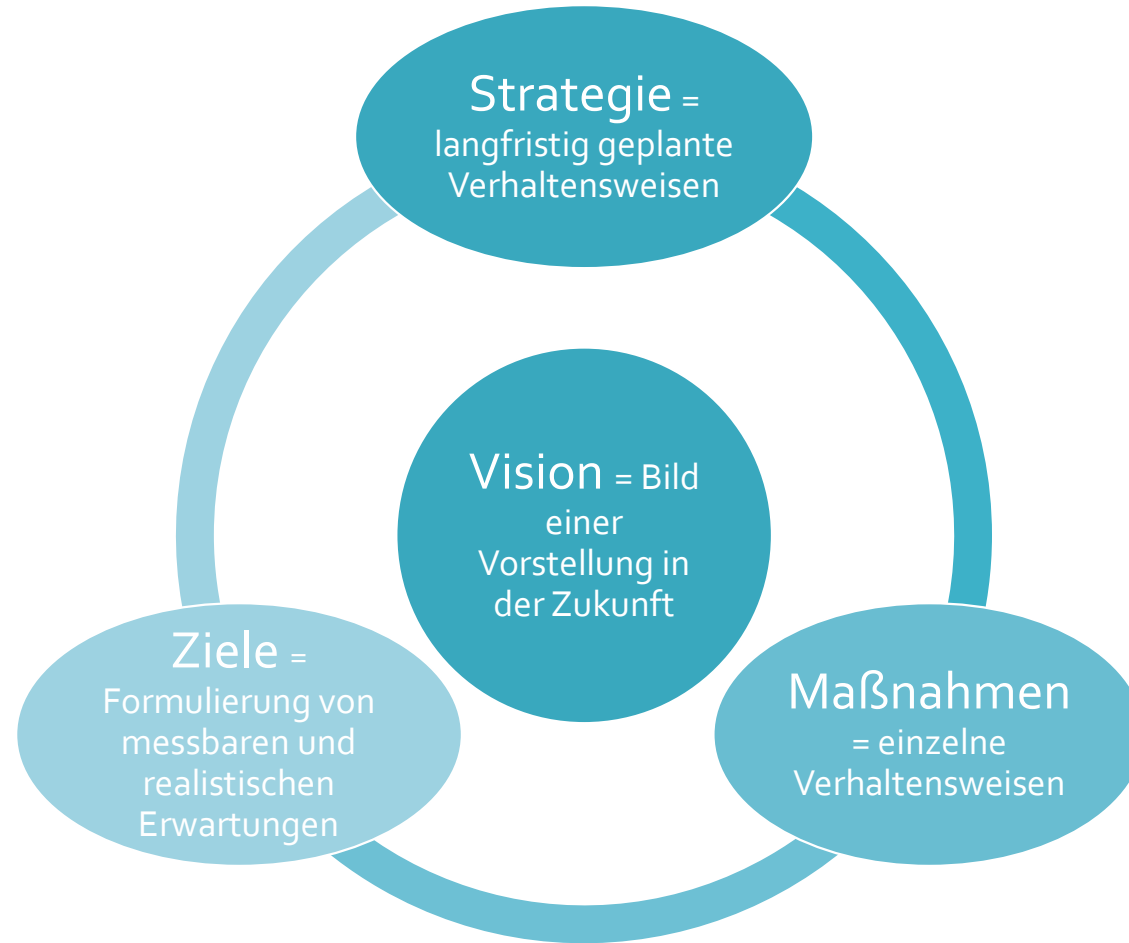 Strategie =
langfristig geplante
Verhaltensweisen
Vision = Bild
einer
Vorstellung in
der Zukunft
Ziele =
Formulierung von
messbaren und
realistischen
Erwartungen
Maßnahmen
= einzelne
Verhaltensweisen